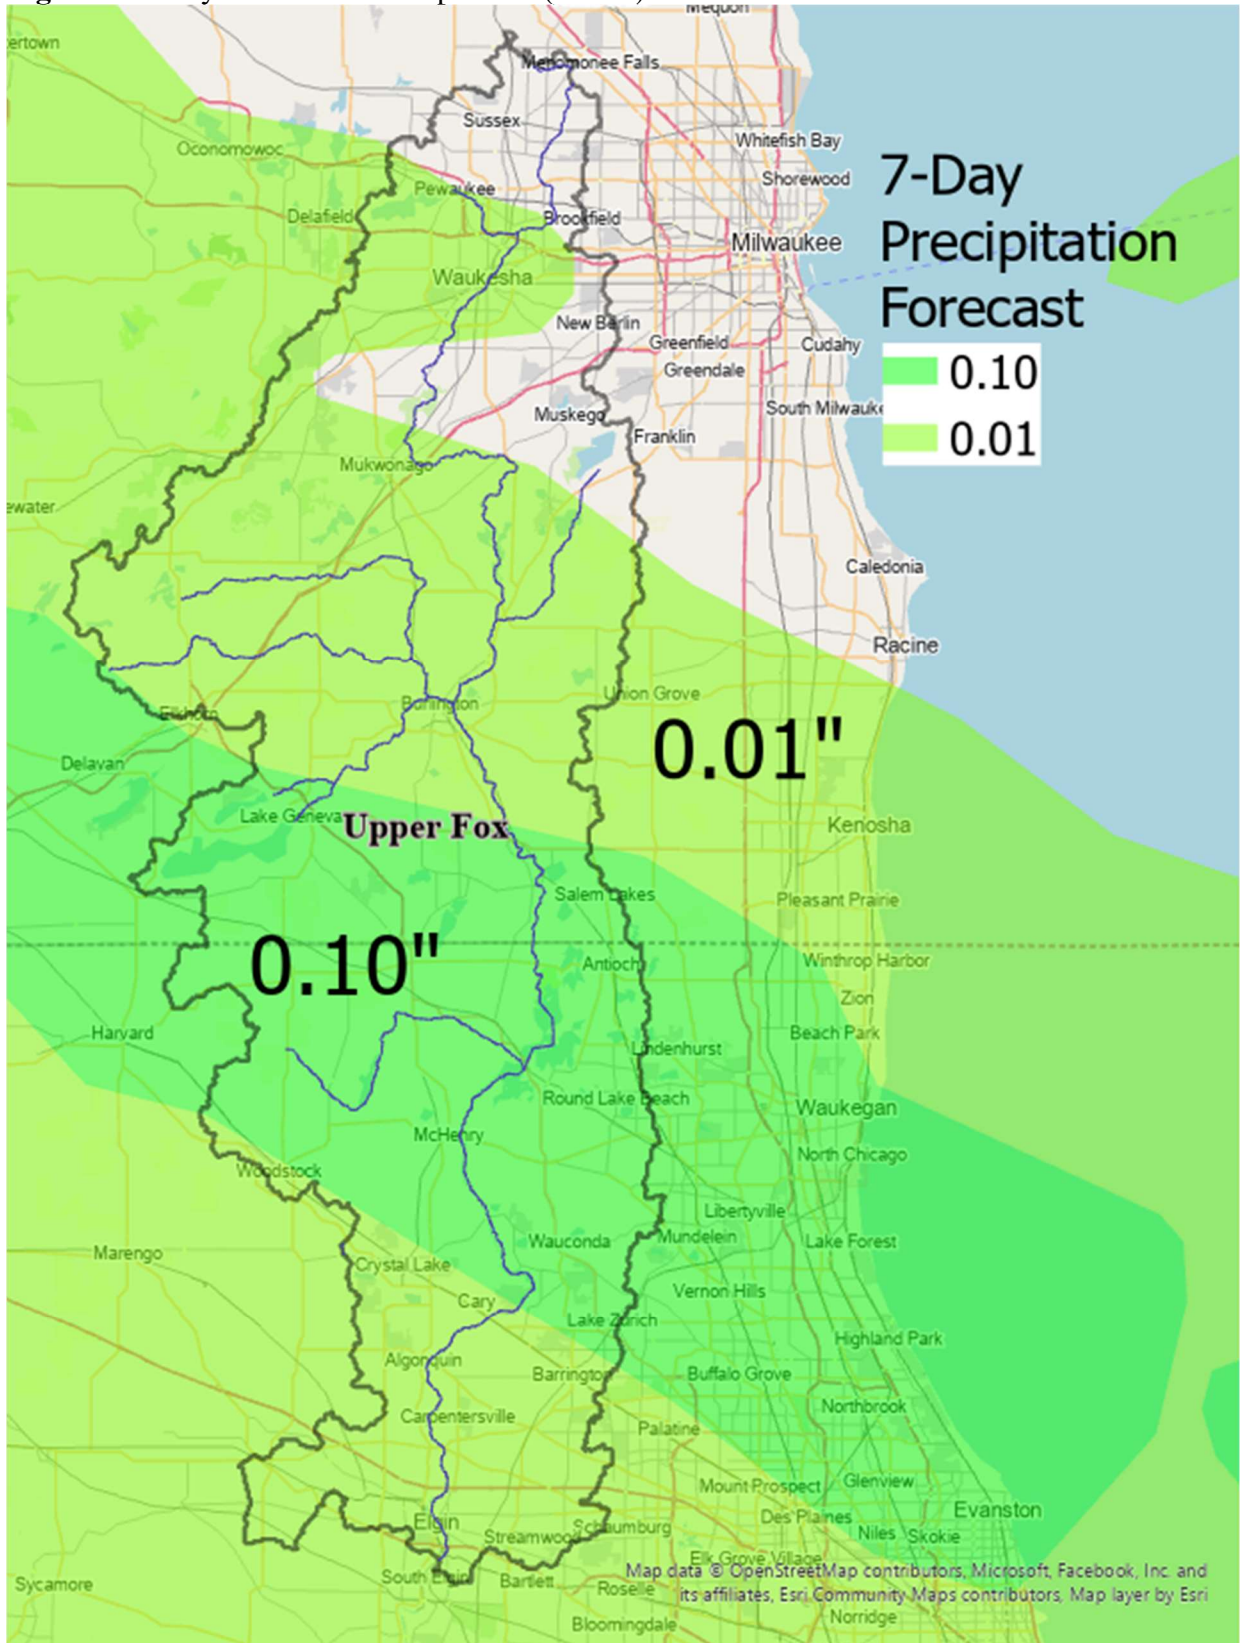 Mequon
ertown
Menomonee Falls
Sussex
Whitefish Bay
Oconomowoc
Shorewood
Pewaukee
Delafield
Brookfield
Milwaukee
Waukesha
New Berlin
Greenfield
Cudahy
Greendale
Muskego
South Milwauke
Franklin
Mukwonago
ewater
Caledonia
Racine
7-Day
Precipitation
Forecast
0.10
0.01
Union Grove
Burlington
Elkhorn
0.01"
Delavan
Lake Geneva
Upper Fox
Kenosha
Salem Lakes
Pleasant Prairie
0.10"
Antioch
Winthrop Harbor
Zion
Harvard
Beach Park
Lindenhurst
Round Lake Beach
Waukegan
McHenry
North Chicago
Woodstock
Libertyville
Wauconda
Mundelein
Lake Forest
Marengo
Crystal Lake
Vernon Hills
Cary
Lake Zurich
Highland Park
Algonquin
Barrington
Buffalo Grove
Northbrook
Carpentersville
Palatine
Mount Prospect
Glenview
Evanston
Des Plaines
Elgin
Streamwood
Schaumburg
Niles
Skokie
Elk Grove Village
South Elgin
Bartlett
Sycamore
Roselle
Map data © OpenStreetMap contributors, Microsoft, Facebook, Inc. and
its affiliates, Esri Community Maps contributors, Map layer by Esri
Norridge
Bloomingdale